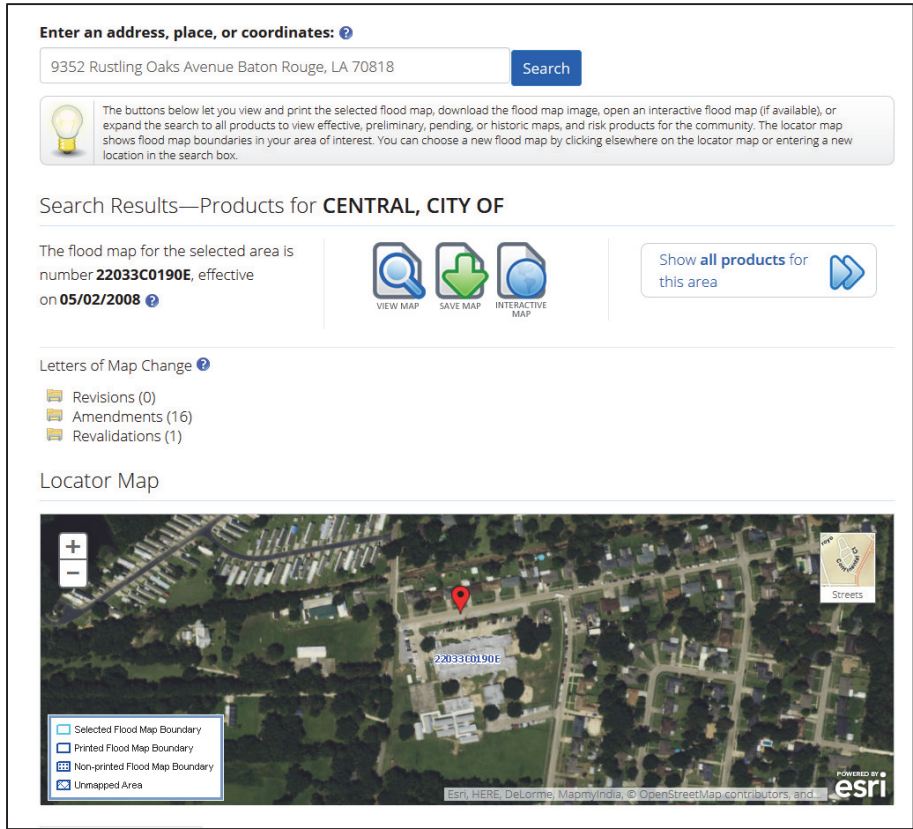 Enter an address, place, or coordinates: ?
9352 Rustling Oaks Avenue Baton Rouge, LA 70818
Search
The buttons below let you view and print the selected flood map, download the flood map image, open an interactive flood map (if available), or
expand the search to all products to view effective, preliminary, pending, or historic maps, and risk products for the community. The locator map
shows flood map boundaries in your area of interest. You can choose a new flood map by clicking elsewhere on the locator map or entering a new
location in the search box.
Search Results—Products for CENTRAL, CITY OF
The flood map for the selected area is
number 22033C0190E, effective
on 05/02/2008 ?
VIEW MAP
SAVE MAP
INTERACTIVE
MAP
Show all products for
this area
Letters of Map Change ?
Revisions (0)
Amendments (16)
Revalidations (1)
Locator Map
+
−
Streets
22033C0190E
Selected Flood Map Boundary
Printed Flood Map Boundary
Non-printed Flood Map Boundary
Unmapped Area
Esri, HERE, DeLorme, MapmyIndia, © OpenStreetMap contributors, and...
POWERED BY
esri